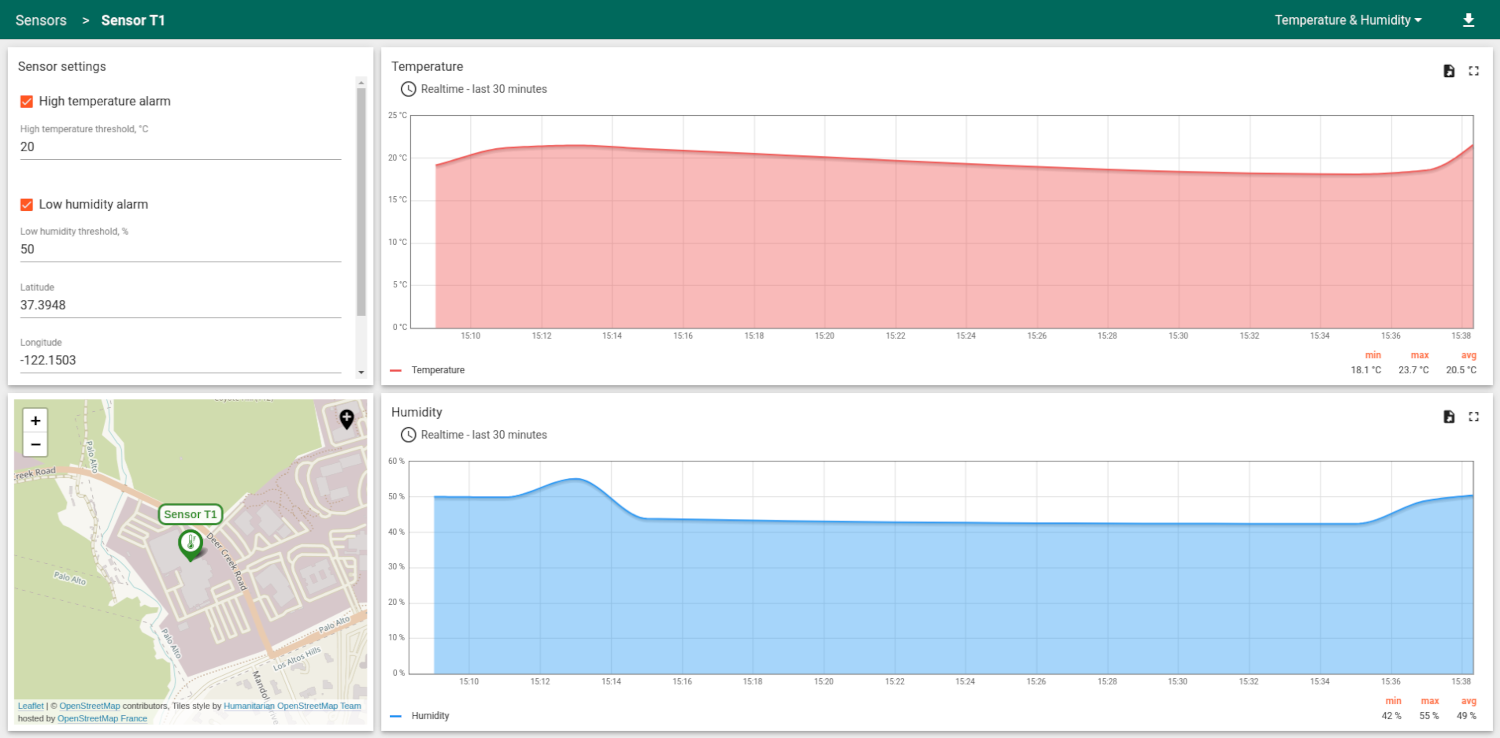 Sensors > Sensor T1
Temperature & Humidity
Sensor settings
High temperature alarm
High temperature threshold, °C
20
Low humidity alarm
Low humidity threshold, %
50
Latitude
37.3948
Longitude
-122.1503
Temperature
Realtime - last 30 minutes
25 °C
20 °C
15 °C
10 °C
5 °C
0 °C
15:10 15:12 15:14 15:16 15:18 15:20 15:22 15:24 15:26 15:28 15:30 15:32 15:34 15:36 15:38
min max avg
Temperature 18.1 °C 23.7 °C 20.5 °C
+
−
Palo Alto
reek Road
Sensor T1
Deer Creek Road
Palo Alto
Palo Alto
Palo Alto
Los Altos Hills
Leaflet | © OpenStreetMap contributors, Tiles style by Humanitarian OpenStreetMap Team
hosted by OpenStreetMap France
Humidity
Realtime - last 30 minutes
60 %
50 %
40 %
30 %
20 %
10 %
0 %
15:10 15:12 15:14 15:16 15:18 15:20 15:22 15:24 15:26 15:28 15:30 15:32 15:34 15:36 15:38
min max avg
Humidity 42 % 55 % 49 %